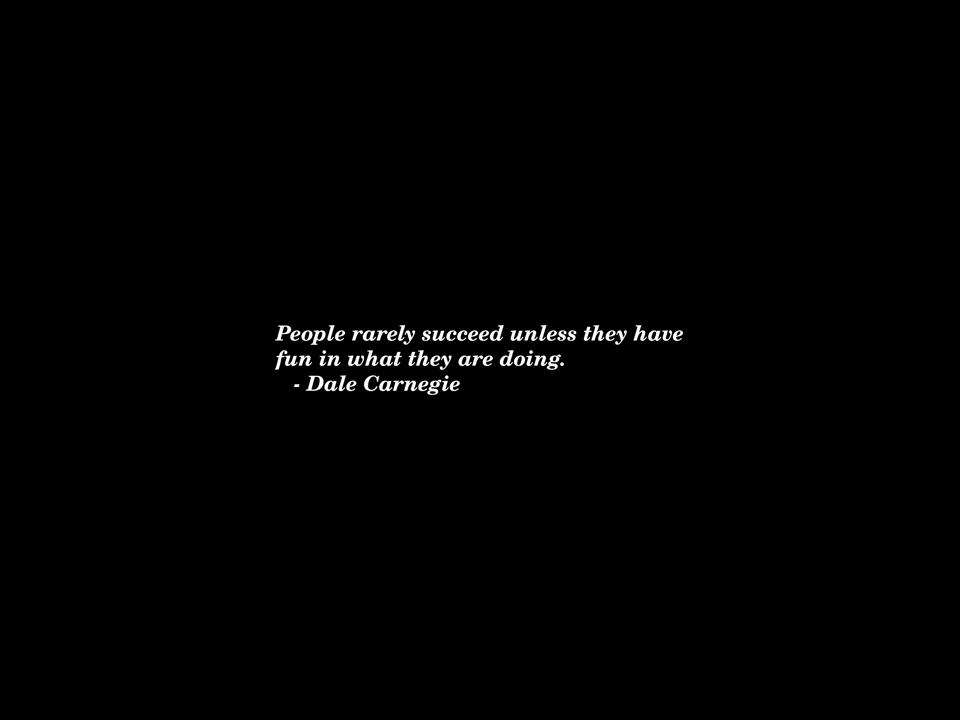 People rarely succeed unless they have
fun in what they are doing.
- Dale Carnegie